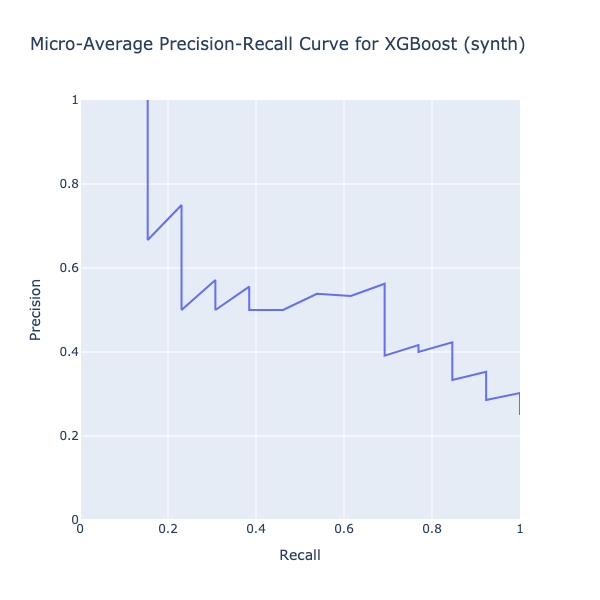 Micro-Average Precision-Recall Curve for XGBoost (synth)
1
0.8
0.6
0.4
0.2
0
Precision
0 0.2 0.4 0.6 0.8 1
Recall